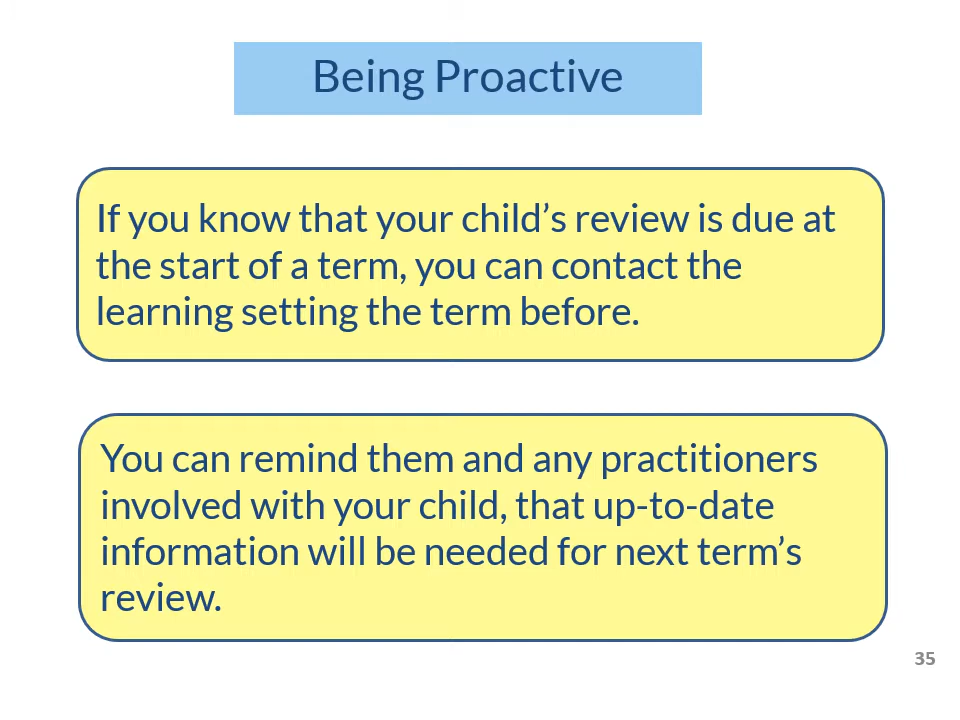 Being Proactive
If you know that your child’s review is due at
the start of a term, you can contact the
learning setting the term before.
You can remind them and any practitioners
involved with your child, that up-to-date
information will be needed for next term’s
review.
35